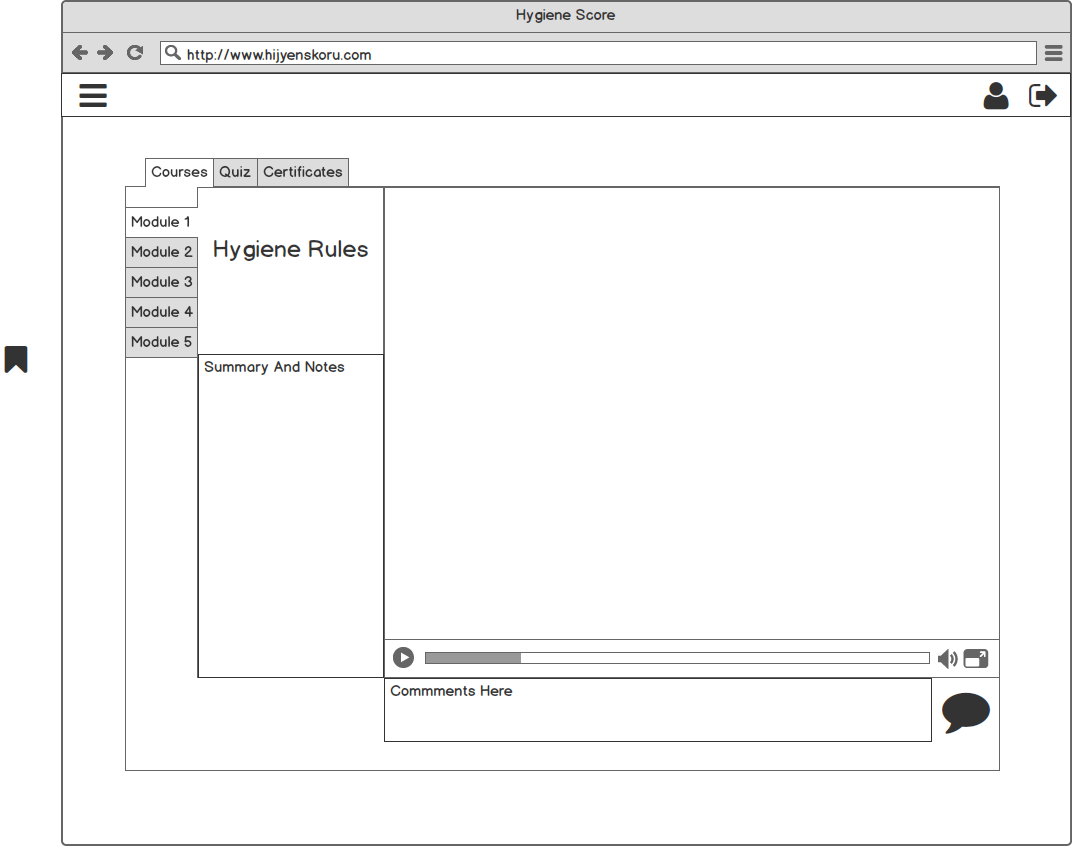 Hygiene Score
http://www.hijyenskoru.com
Courses
Quiz
Certificates
Module 1
Module 2
Module 3
Module 4
Module 5
Hygiene Rules
Summary And Notes
Commments Here